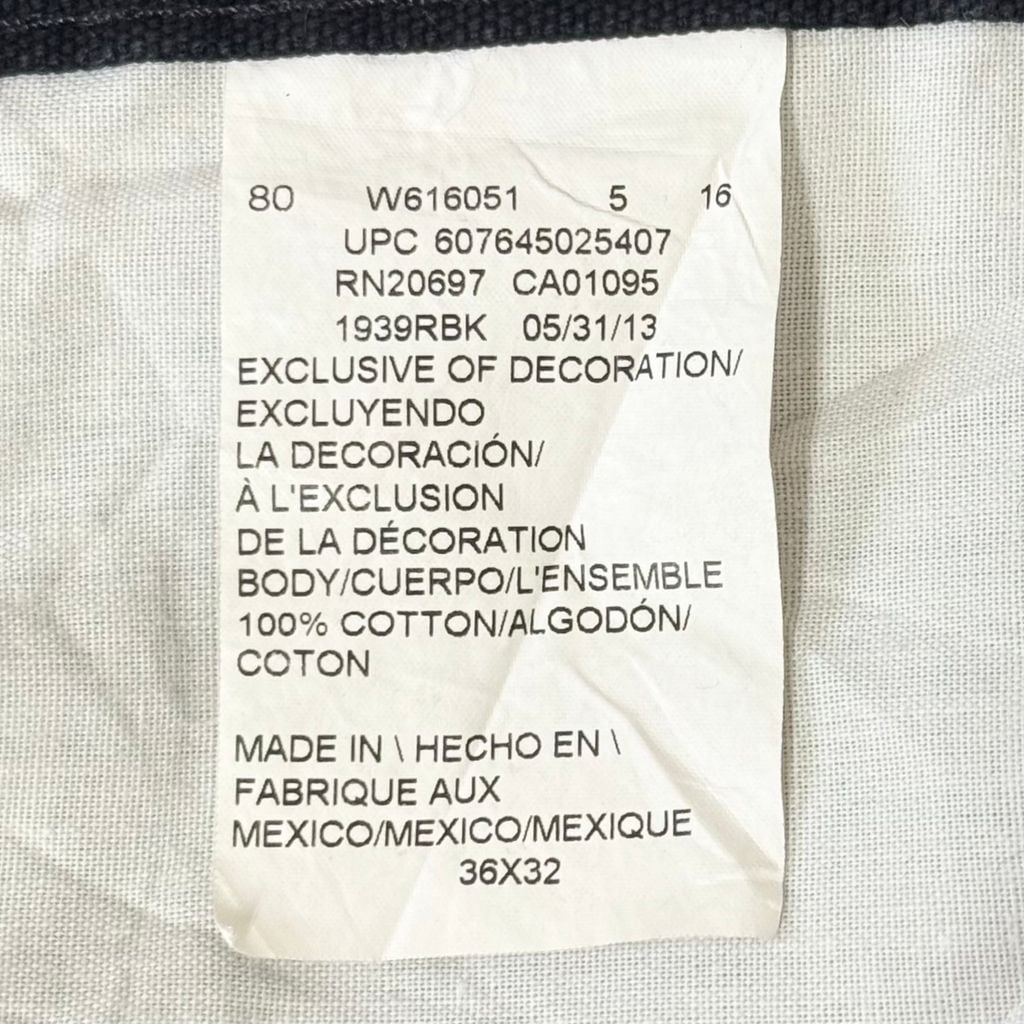 80 W616051 5 16
UPC 607645025407
RN20697 CA01095
1939RBK 05/31/13
EXCLUSIVE OF DECORATION/
EXCLUYENDO
LA DECORACIÓN/
À L'EXCLUSION
DE LA DÉCORATION
BODY/CUERPO/L'ENSEMBLE
100% COTTON/ALGODÓN/
COTON
MADE IN \ HECHO EN \
FABRIQUE AUX
MEXICO/MEXICO/MEXIQUE
36X32